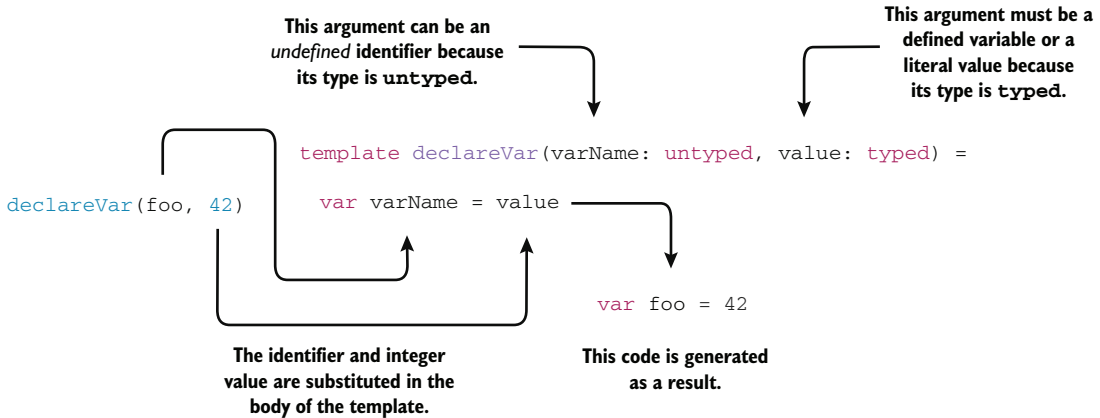 This argument can be an
undefined identifier because
its type is untyped.
This argument must be a
defined variable or a
literal value because
its type is typed.
template declareVar(varName: untyped, value: typed) =
declareVar(foo, 42)
var varName = value
var foo = 42
The identifier and integer
value are substituted in the
body of the template.
This code is generated
as a result.